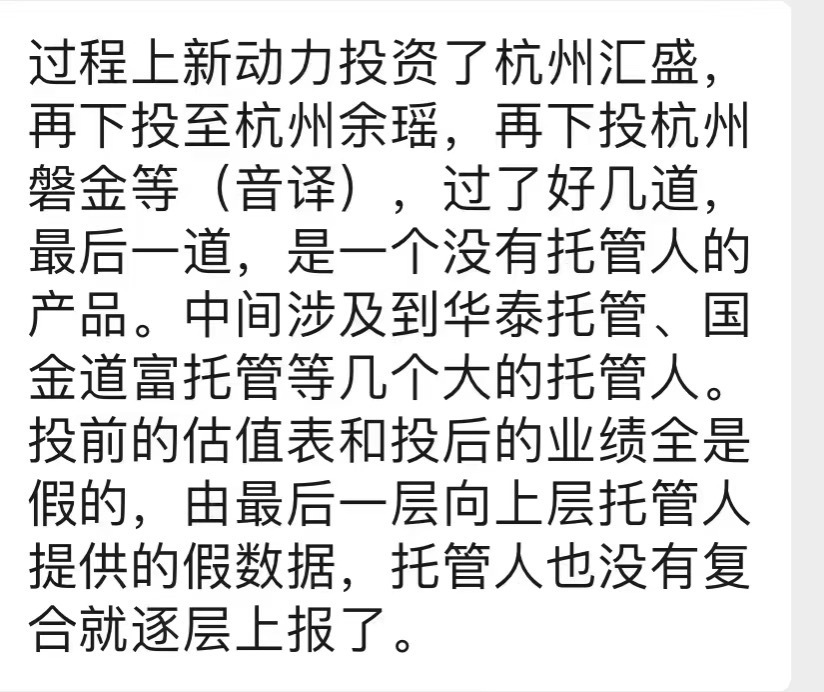 过程上新动力投资了杭州汇盛，
再下投至杭州余瑶，再下投杭州
磐金等（音译），过了好几道，
最后一道，是一个没有托管人的
产品。中间涉及到华泰托管、国
金道富托管等几个大的托管人。
投前的估值表和投后的业绩全是
假的，由最后一层向上层托管人
提供的假数据，托管人也没有复
合就逐层上报了。